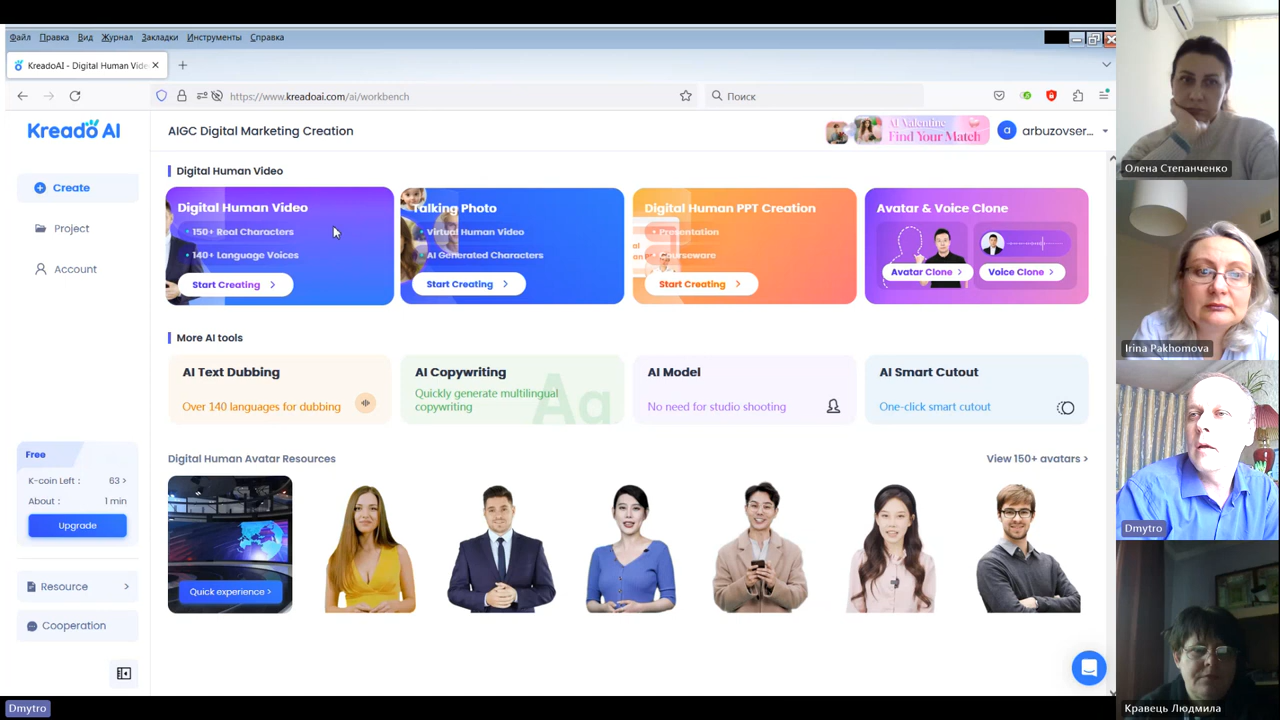 Файл Правка Вид Журнал Закладки Инструменты Справка
KreadoAI - Digital Human Vide
https://www.kreadoai.com/ai/workbench
Поиск
Kreado AI
AIGC Digital Marketing Creation
AI Valentine
Find Your Match
a
arbuzovser...
Create
Project
Account
Digital Human Video
Digital Human Video
• 150+ Real Characters
• 140+ Language Voices
Start Creating >
Talking Photo
• Virtual Human Video
• AI Generated Characters
Start Creating >
Digital Human PPT Creation
• Presentation
• Courseware
Start Creating >
Avatar & Voice Clone
Avatar Clone >
Voice Clone >
More AI tools
AI Text Dubbing
Over 140 languages for dubbing
AI Copywriting
Quickly generate multilingual
copywriting
Aa
AI Model
No need for studio shooting
AI Smart Cutout
One-click smart cutout
Digital Human Avatar Resources
View 150+ avatars >
Quick experience >
Free
K-coin Left : 63 >
About : 1 min
Upgrade
Resource >
Cooperation
Олена Степанченко
Irina Pakhomova
Dmytro
Кравець Людмила
Dmytro